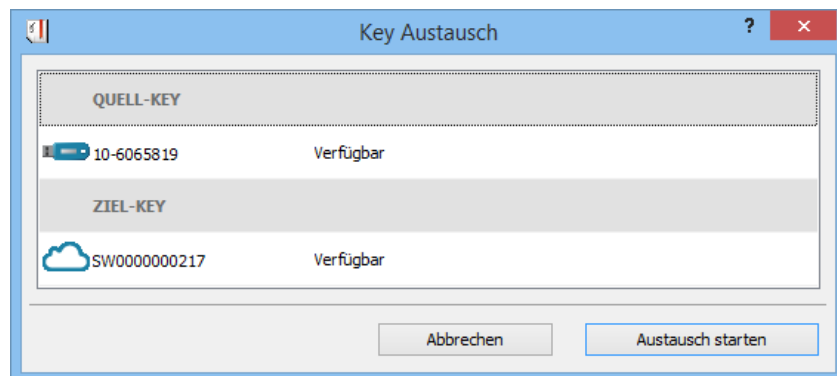 Key Austausch
?
QUELL-KEY
10-6065819 Verfügbar
ZIEL-KEY
SW0000000217 Verfügbar
Abbrechen Austausch starten